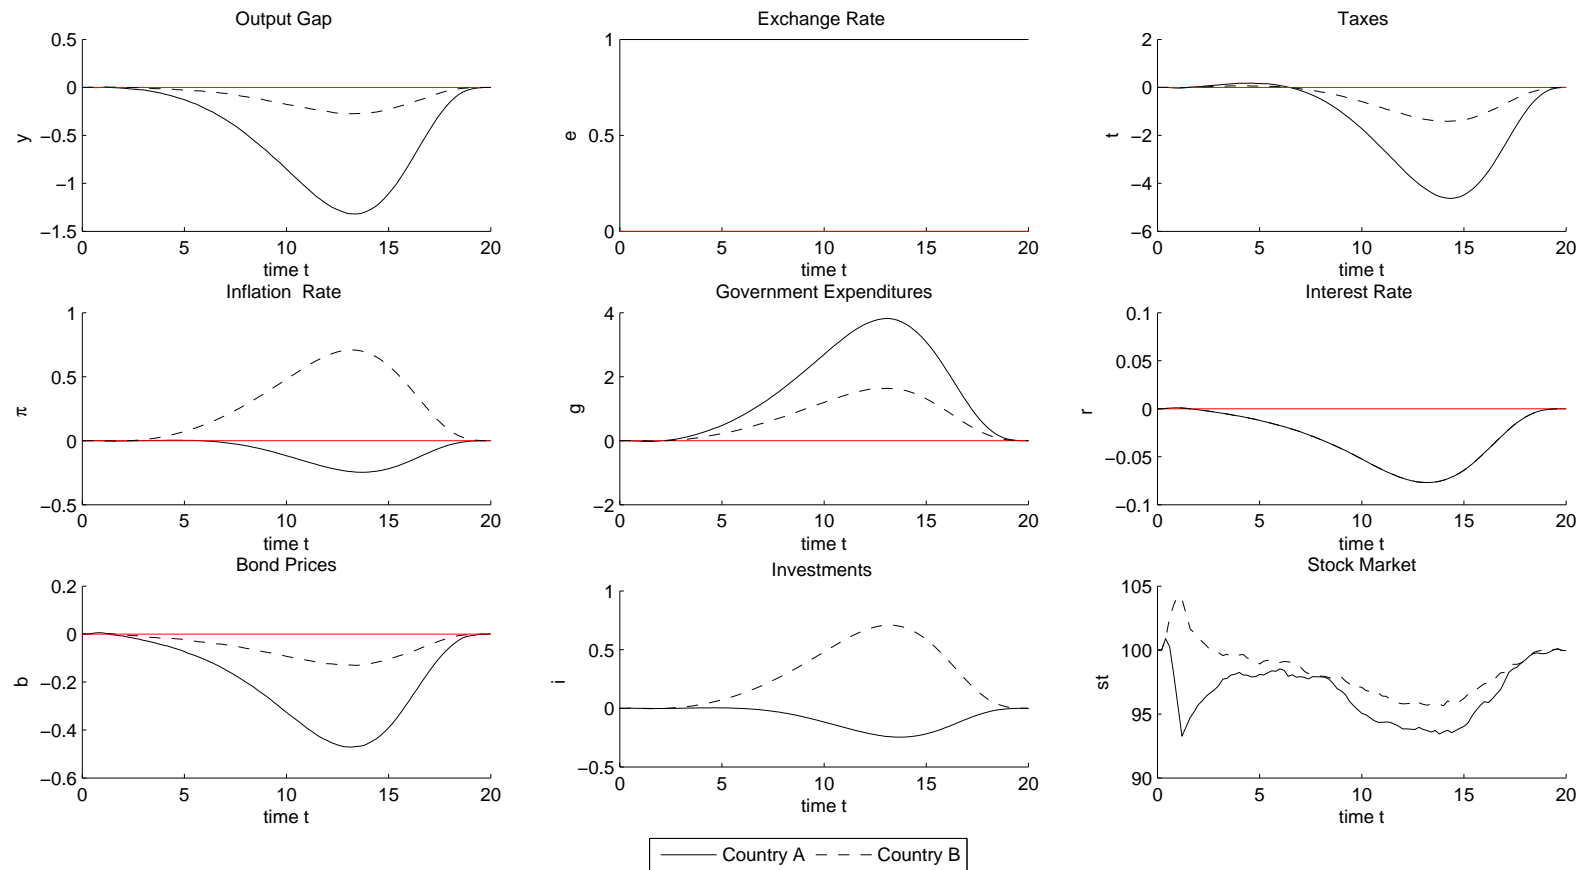 Output Gap
0.5
0
−0.5
−1
−1.5
y
0 5 10 15 20
time t
Exchange Rate
1
0.5
0
e
0 5 10 15 20
time t
Taxes
2
0
−2
−4
−6
t
0 5 10 15 20
time t
Inflation Rate
1
0.5
0
−0.5
π
0 5 10 15 20
time t
Government Expenditures
4
2
0
−2
g
0 5 10 15 20
time t
Interest Rate
0.1
0.05
0
−0.05
−0.1
r
0 5 10 15 20
time t
Bond Prices
0.2
0
−0.2
−0.4
−0.6
b
0 5 10 15 20
time t
Investments
1
0.5
0
−0.5
i
0 5 10 15 20
time t
Stock Market
105
100
95
90
st
0 5 10 15 20
time t
Country A Country B